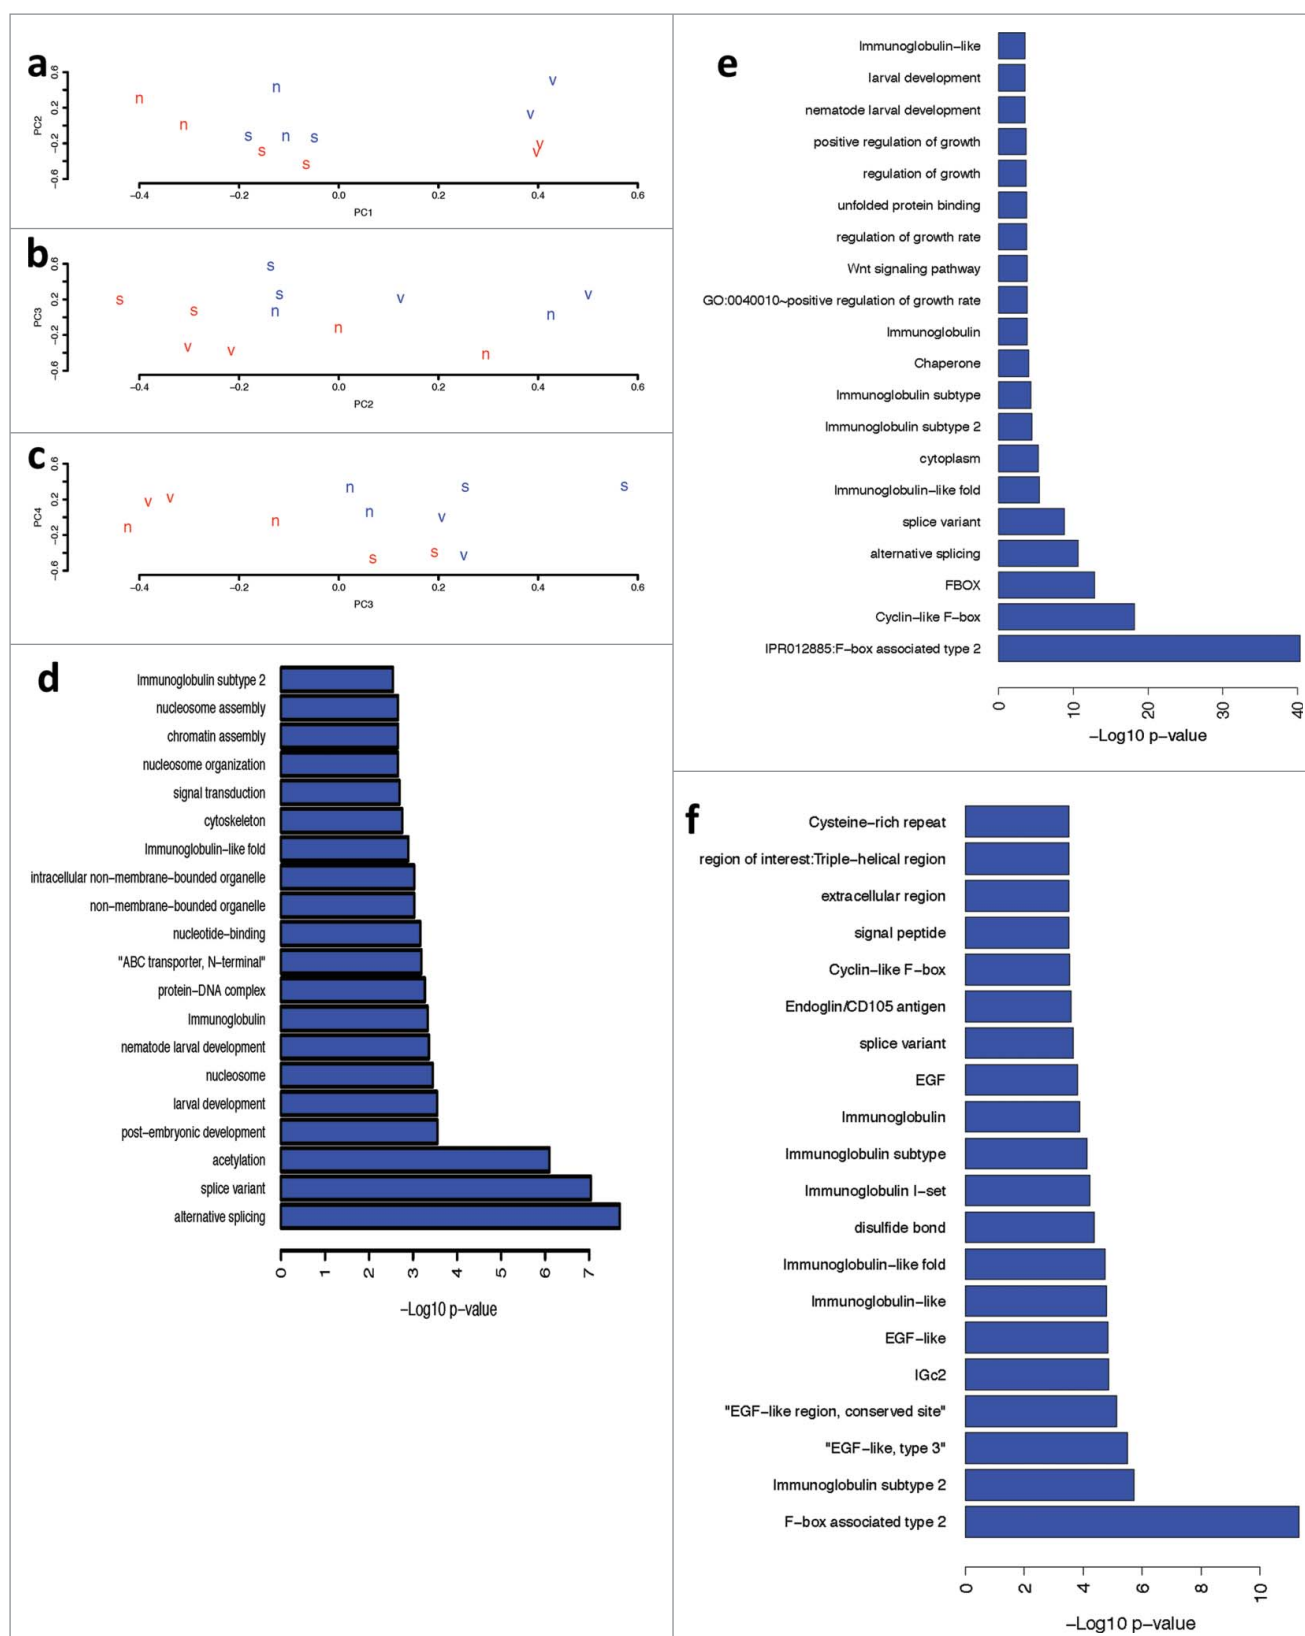 a
PC2
0.6
0.2
−0.2
−0.6
n
n
n
s
n
s
s
s
v
v
v
v
−0.4
−0.2
0.0
0.2
0.4
0.6
PC1
b
PC3
0.6
0.2
−0.2
−0.6
s
s
s
s
n
v
v
n
v
n
v
n
−0.4
−0.2
0.0
0.2
0.4
0.6
PC2
c
PC4
0.6
0.2
−0.2
−0.6
v
v
n
n
n
n
s
s
v
s
s
v
−0.4
−0.2
0.0
0.2
0.4
0.6
PC3
d
Immunoglobulin subtype 2
nucleosome assembly
chromatin assembly
nucleosome organization
signal transduction
cytoskeleton
Immunoglobulin−like fold
intracellular non−membrane−bounded organelle
non−membrane−bounded organelle
nucleotide−binding
"ABC transporter, N−terminal"
protein−DNA complex
Immunoglobulin
nematode larval development
nucleosome
larval development
post−embryonic development
acetylation
splice variant
alternative splicing
0
1
2
3
4
5
6
7
−Log10 p−value
e
Immunoglobulin−like
larval development
nematode larval development
positive regulation of growth
regulation of growth
unfolded protein binding
regulation of growth rate
Wnt signaling pathway
GO:0040010~positive regulation of growth rate
Immunoglobulin
Chaperone
Immunoglobulin subtype
Immunoglobulin subtype 2
cytoplasm
Immunoglobulin−like fold
splice variant
alternative splicing
FBOX
Cyclin−like F−box
IPR012885:F−box associated type 2
0
10
20
30
40
−Log10 p−value
f
Cysteine−rich repeat
region of interest:Triple−helical region
extracellular region
signal peptide
Cyclin−like F−box
Endoglin/CD105 antigen
splice variant
EGF
Immunoglobulin
Immunoglobulin subtype
Immunoglobulin I−set
disulfide bond
Immunoglobulin−like fold
Immunoglobulin−like
EGF−like
IGc2
"EGF−like region, conserved site"
"EGF−like, type 3"
Immunoglobulin subtype 2
F−box associated type 2
0
2
4
6
8
10
−Log10 p−value